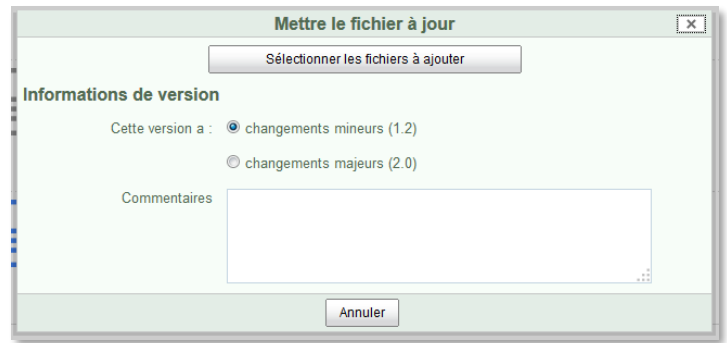 Mettre le fichier à jour
x
Sélectionner les fichiers à ajouter
Informations de version
Cette version a : changements mineurs (1.2)
changements majeurs (2.0)
Commentaires
Annuler